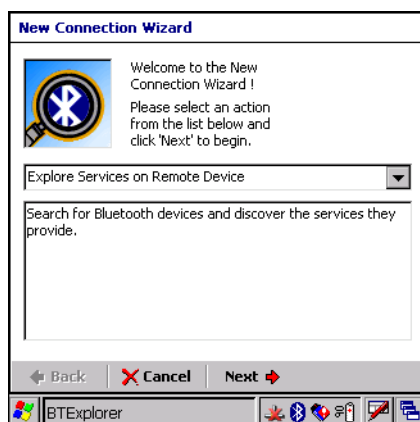 New Connection Wizard
Welcome to the New
Connection Wizard !
Please select an action
from the list below and
click 'Next' to begin.
Explore Services on Remote Device
Search for Bluetooth devices and discover the services they
provide.
Back Cancel Next
BTExplorer